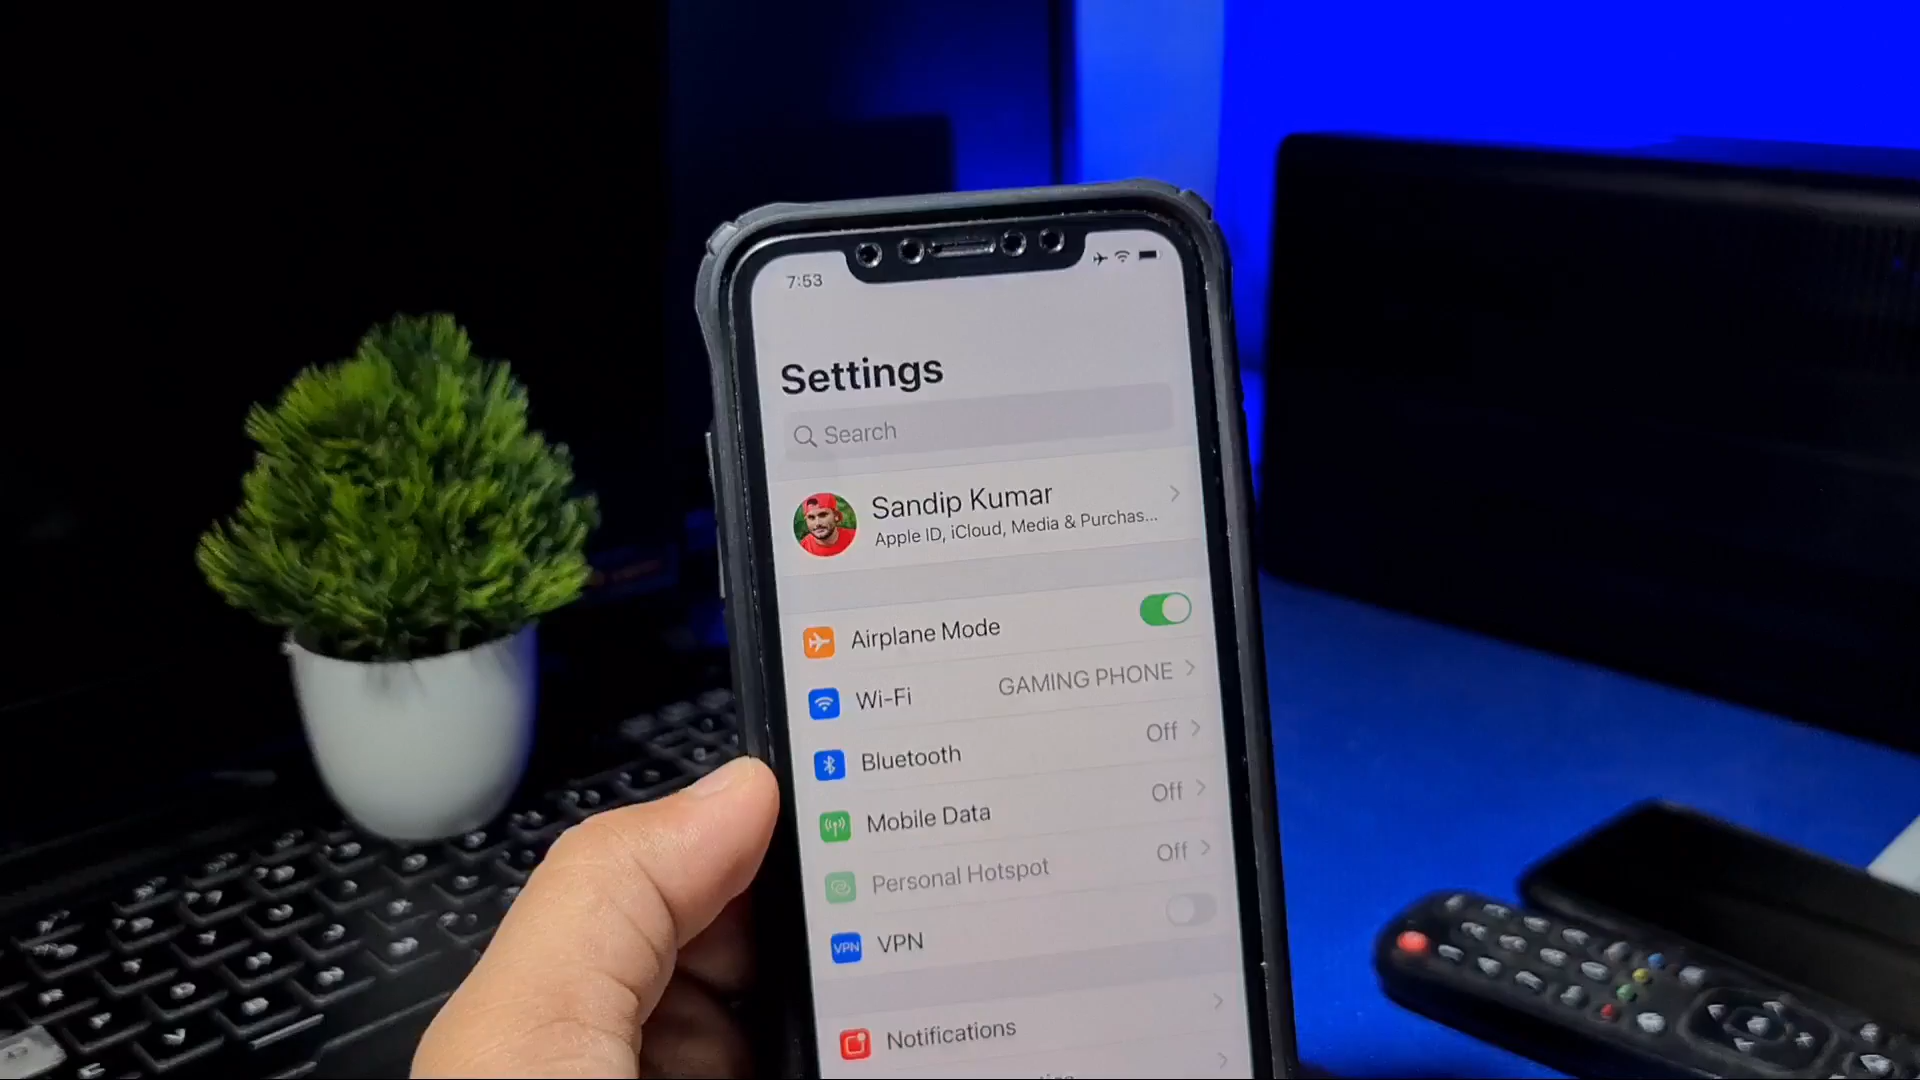 7:53
Settings
Search
Sandip Kumar
Apple ID, iCloud, Media & Purchas...
Airplane Mode
Wi-Fi GAMING PHONE
Bluetooth Off
Mobile Data Off
Personal Hotspot Off
VPN VPN
Notifications